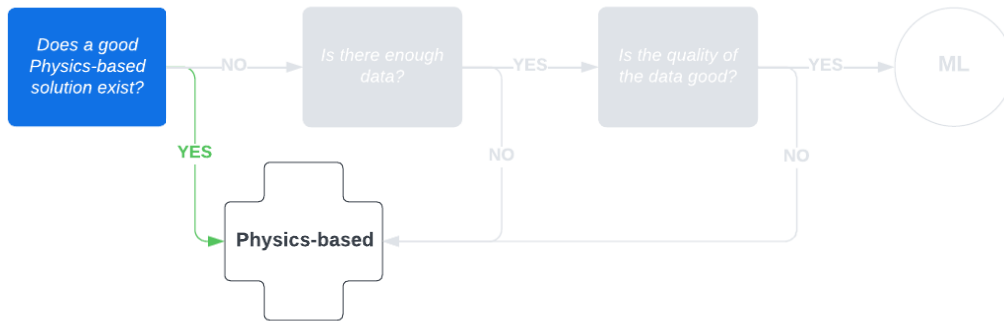 Does a good
Physics-based
solution exist?
NO
Is there enough
data?
YES
Is the quality of
the data good?
YES
ML
YES
NO
NO
Physics-based